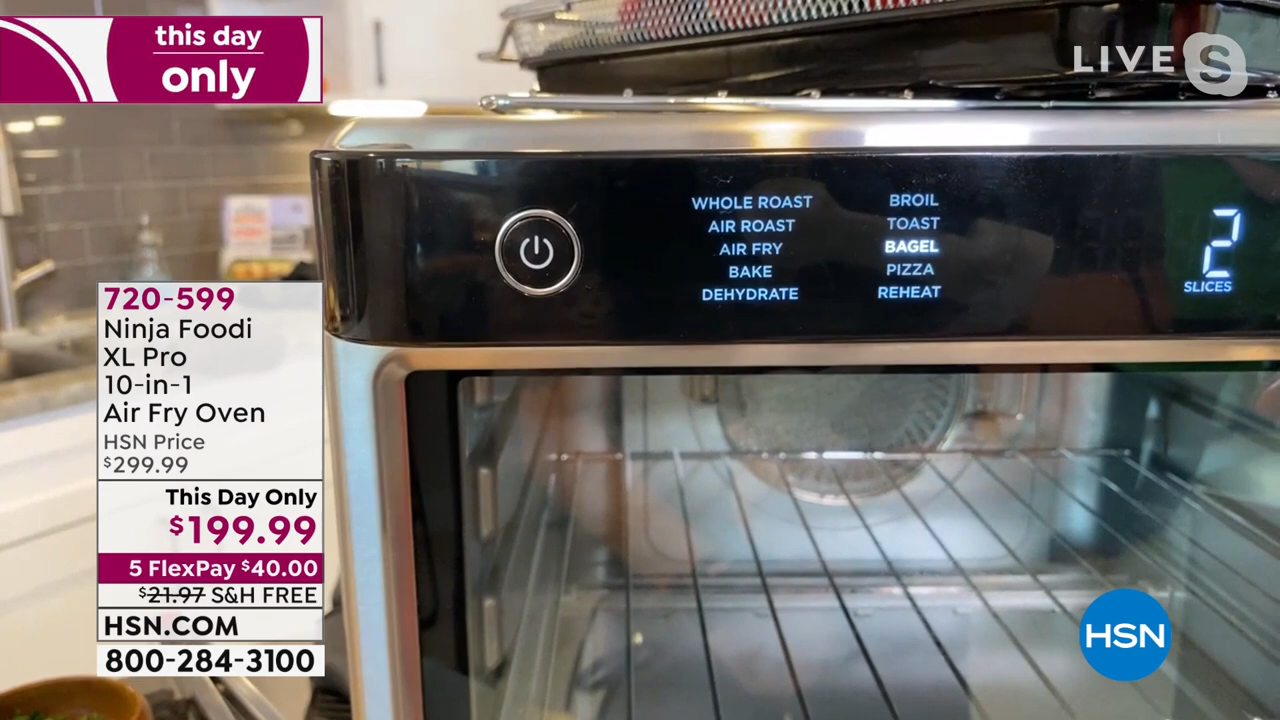 this day
only
LIVE S
WHOLE ROAST
AIR ROAST
AIR FRY
BAKE
DEHYDRATE
BROIL
TOAST
BAGEL
PIZZA
REHEAT
2
SLICES
720-599
Ninja Foodi
XL Pro
10-in-1
Air Fry Oven
HSN Price
$299.99
This Day Only
$199.99
5 FlexPay $40.00
$21.97 S&H FREE
HSN.COM
800-284-3100
HSN